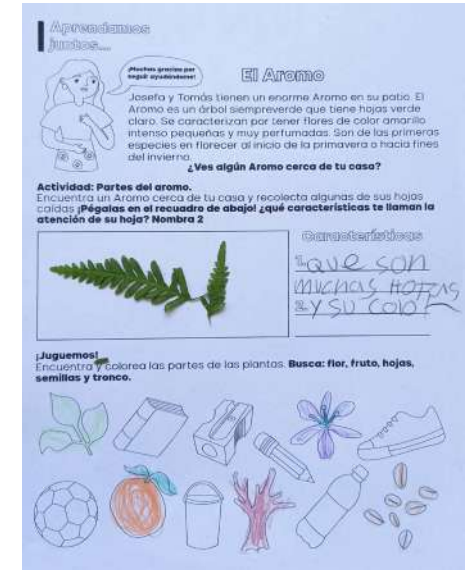 Aprendamos
juntos...
¡Muchas gracias por
seguir ayudándome!
El Aromo
Josefa y Tomás tienen un enorme Aromo en su patio. El
Aromo es un árbol siempreverde que tiene hojas verde
claro. Se caracterizan por tener flores de color amarillo
intenso pequeñas y muy perfumadas. Son de las primeras
especies en florecer al inicio de la primavera o hacia fines
del invierno.
¿Ves algún Aromo cerca de tu casa?
Actividad: Partes del aromo.
Encuentra un Aromo cerca de tu casa y recolecta algunas de sus hojas
caídas ¡Pégalas en el recuadro de abajo! ¿qué características te llaman la
atención de su hoja? Nombra 2
Características
1. QUE SON
MUCHAS HOJAS
2. Y SU COLOR
¡Juguemos!
Encuentra y colorea las partes de las plantas. Busca: flor, fruto, hojas,
semillas y tronco.